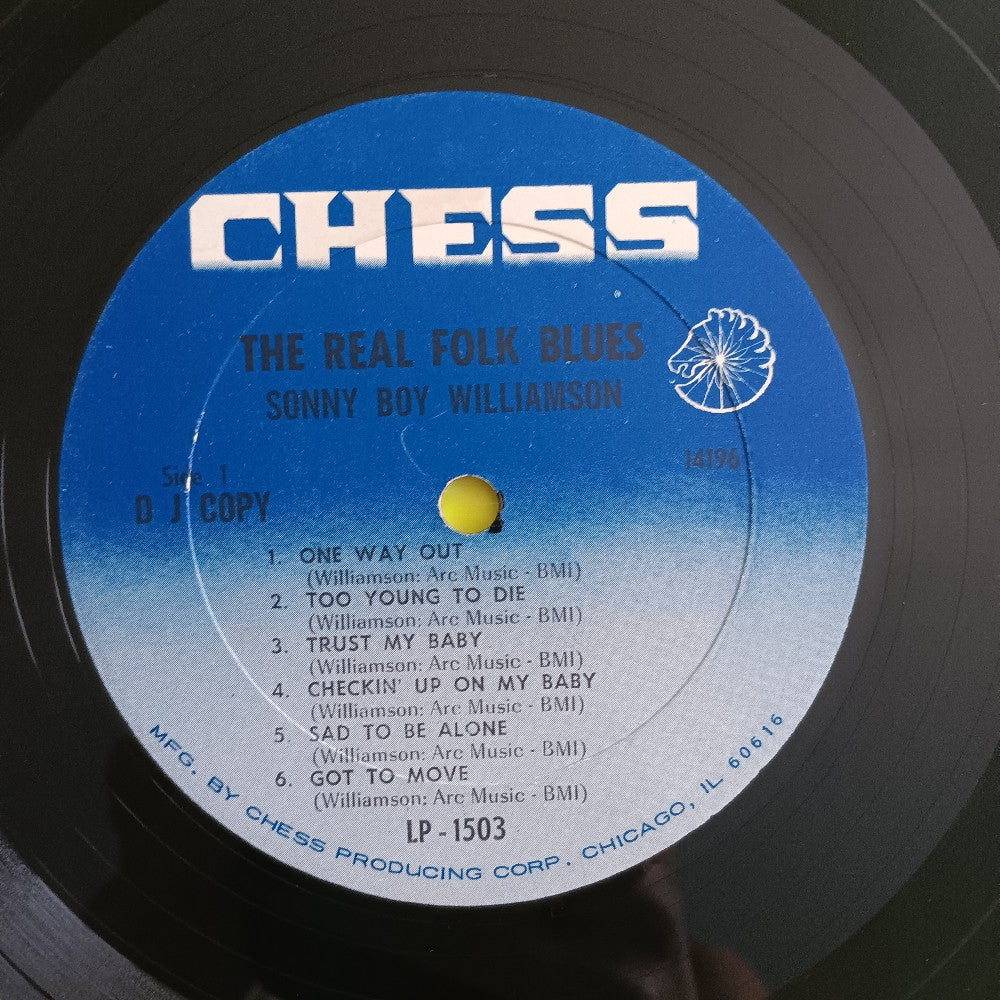 CHESS
THE REAL FOLK BLUES
SONNY BOY WILLIAMSON
14196
Side 1
D J COPY
1. ONE WAY OUT
(Williamson: Arc Music - BMI)
2. TOO YOUNG TO DIE
(Williamson: Arc Music - BMI)
3. TRUST MY BABY
(Williamson: Arc Music - BMI)
4. CHECKIN' UP ON MY BABY
(Williamson: Arc Music - BMI)
5. SAD TO BE ALONE
(Williamson: Arc Music - BMI)
6. GOT TO MOVE
(Williamson: Arc Music - BMI)
LP - 1503
MFG. BY CHESS PRODUCING CORP. CHICAGO, IL 60616